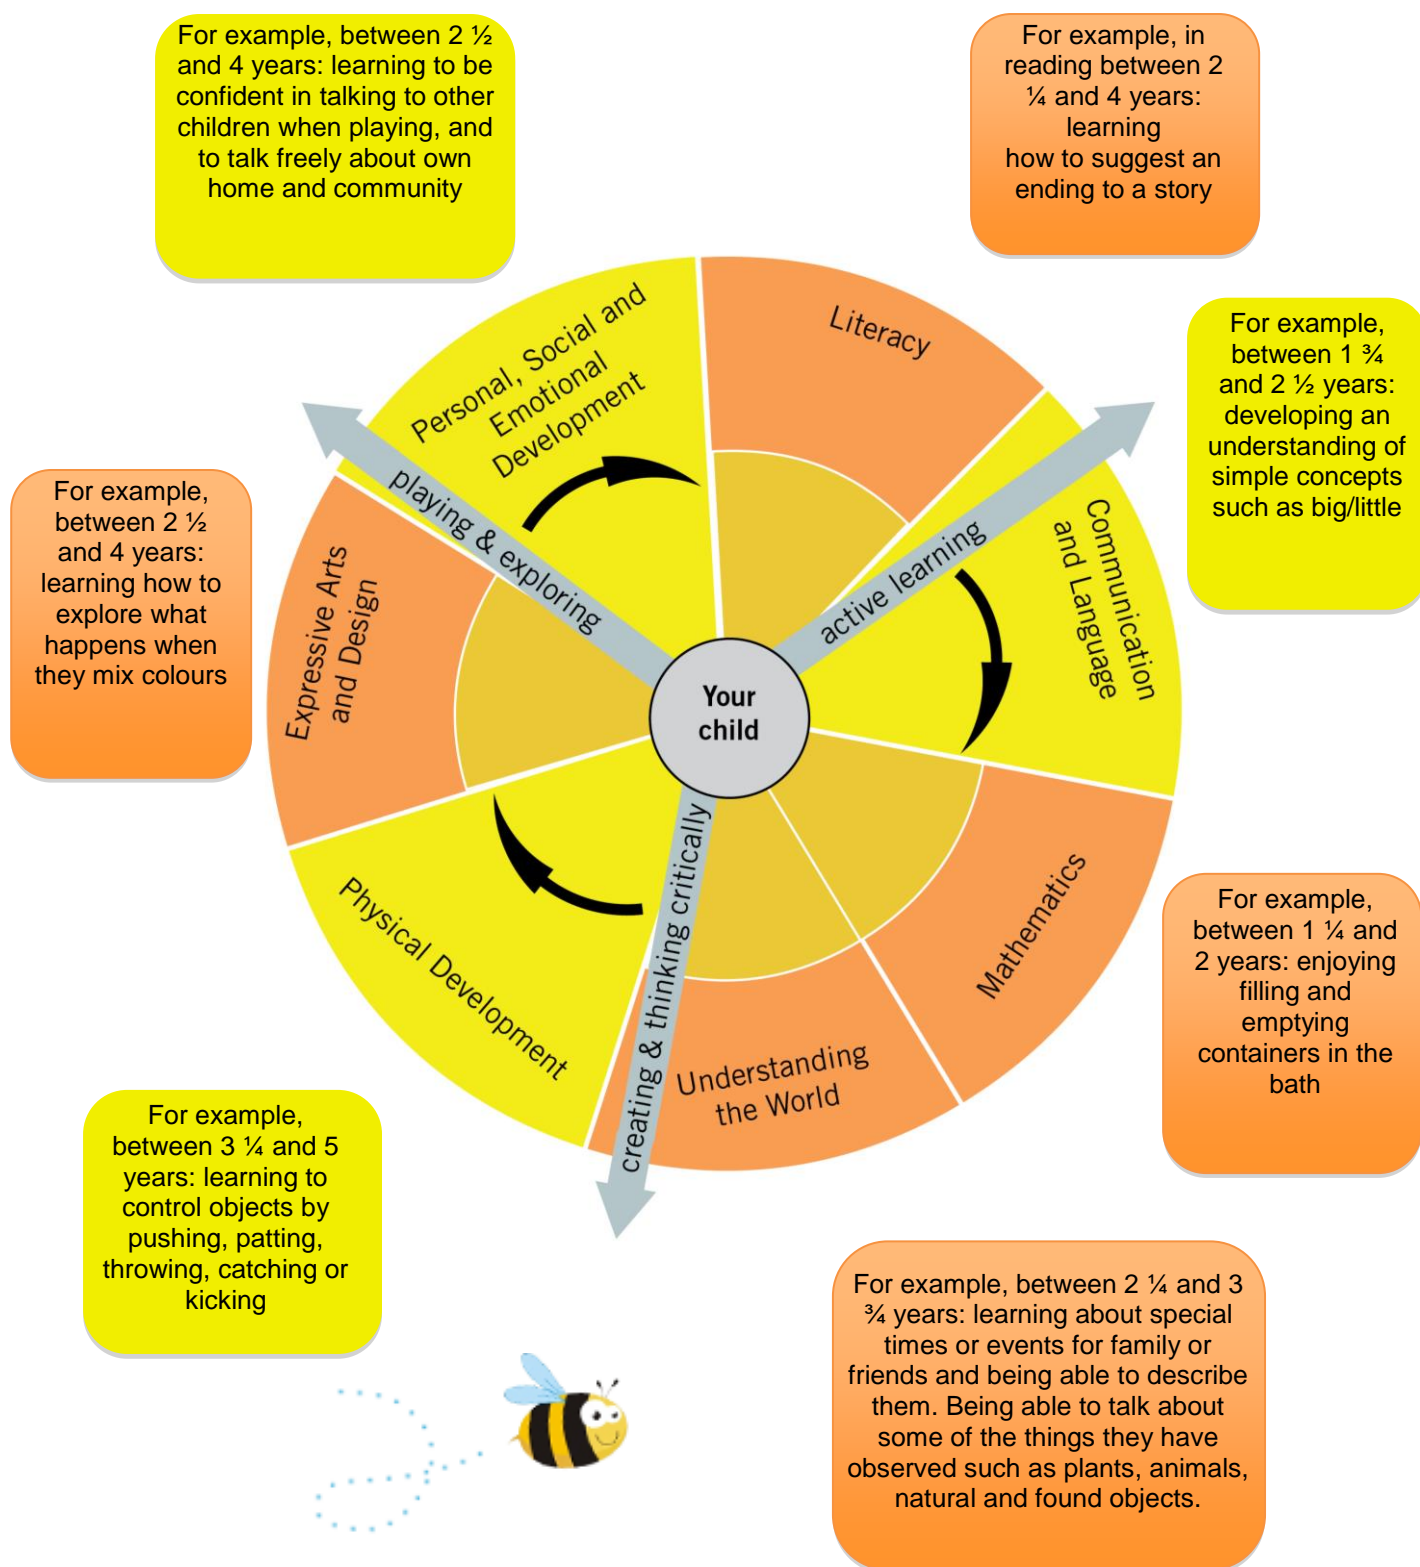 For example, between 2 ½
and 4 years: learning to be
confident in talking to other
children when playing, and
to talk freely about own
home and community
For example, in
reading between 2
¼ and 4 years:
learning
how to suggest an
ending to a story
For example,
between 1 ¾
and 2 ½ years:
developing an
understanding of
simple concepts
such as big/little
For example,
between 2 ½
and 4 years:
learning how to
explore what
happens when
they mix colours
Personal, Social and
Emotional
Development
Literacy
playing & exploring
active learning
Communication
and Language
Expressive Arts
and Design
Your
child
Physical Development
creating & thinking critically
Understanding
the World
Mathematics
For example,
between 1 ¼ and
2 years: enjoying
filling and
emptying
containers in the
bath
For example,
between 3 ¼ and 5
years: learning to
control objects by
pushing, patting,
throwing, catching or
kicking
For example, between 2 ¼ and 3
¾ years: learning about special
times or events for family or
friends and being able to describe
them. Being able to talk about
some of the things they have
observed such as plants, animals,
natural and found objects.